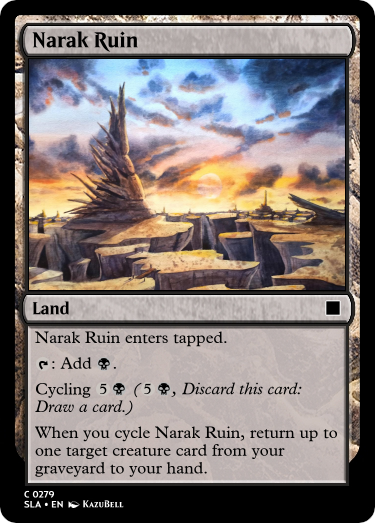 Narak Ruin
Land
Narak Ruin enters tapped.
: Add .
Cycling 5 (5 , Discard this card:
Draw a card.)
When you cycle Narak Ruin, return up to
one target creature card from your
graveyard to your hand.
C 0279
SLA • EN KazuBell